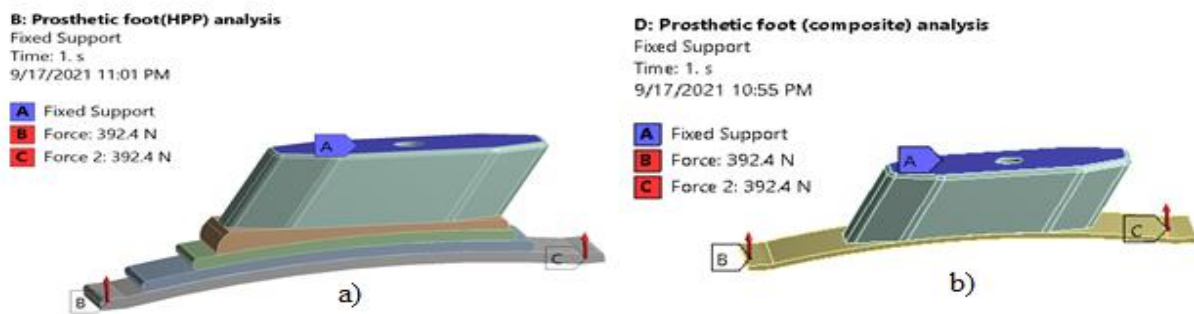 B: Prosthetic foot(HPP) analysis
Fixed Support
Time: 1. s
9/17/2021 11:01 PM
A Fixed Support
B Force: 392.4 N
C Force 2: 392.4 N
A
B
C
a)
D: Prosthetic foot (composite) analysis
Fixed Support
Time: 1. s
9/17/2021 10:55 PM
A Fixed Support
B Force: 392.4 N
C Force 2: 392.4 N
A
C
B
b)